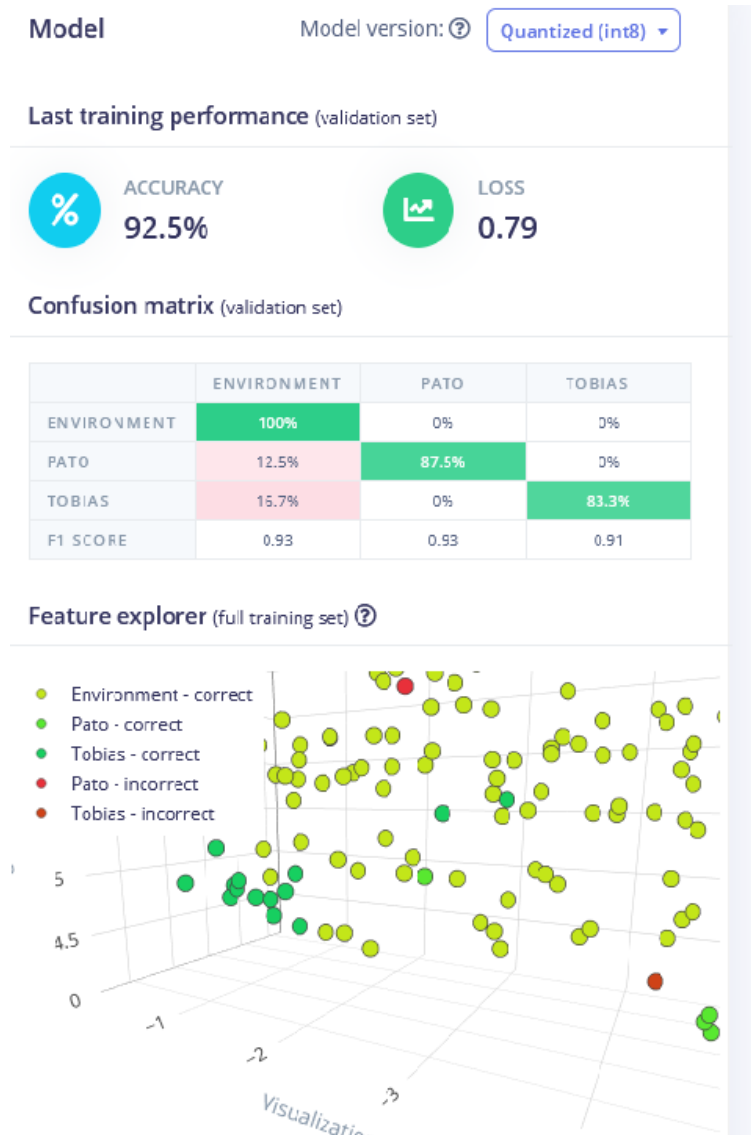 Model
Model version: Quantized (int8)
Last training performance (validation set)
ACCURACY
92.5%
LOSS
0.79
Confusion matrix (validation set)
ENVIRONMENT PATO TOBIAS
ENVIRONMENT 100% 0% 0%
PATO 12.5% 87.5% 0%
TOBIAS 16.7% 0% 83.3%
F1 SCORE 0.93 0.93 0.91
Feature explorer (full training set)
Environment - correct
Pato - correct
Tobias - correct
Pato - incorrect
Tobias - incorrect
5
4.5
0
-1
-2
-3